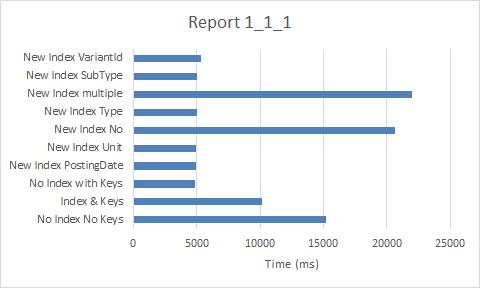 Report 1_1_1
New Index VariantId
New Index SubType
New Index multiple
New Index Type
New Index No
New Index Unit
New Index PostingDate
No Index with Keys
Index & Keys
No Index No Keys
0 5000 10000 15000 20000 25000
Time (ms)